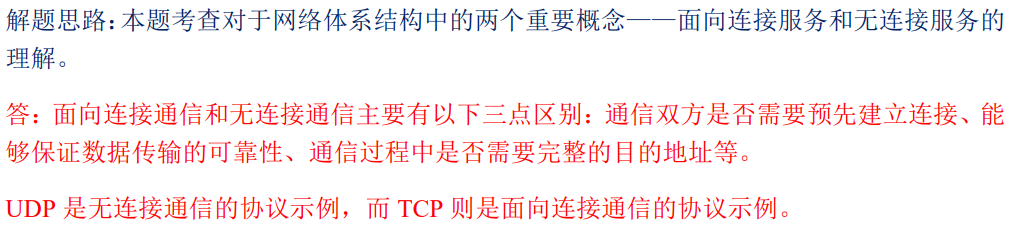 解题思路：本题考查对于网络体系结构中的两个重要概念——面向连接服务和无连接服务的
理解。
答：面向连接通信和无连接通信主要有以下三点区别：通信双方是否需要预先建立连接、能
够保证数据传输的可靠性、通信过程中是否需要完整的目的地址等。
UDP 是无连接通信的协议示例，而 TCP 则是面向连接通信的协议示例。